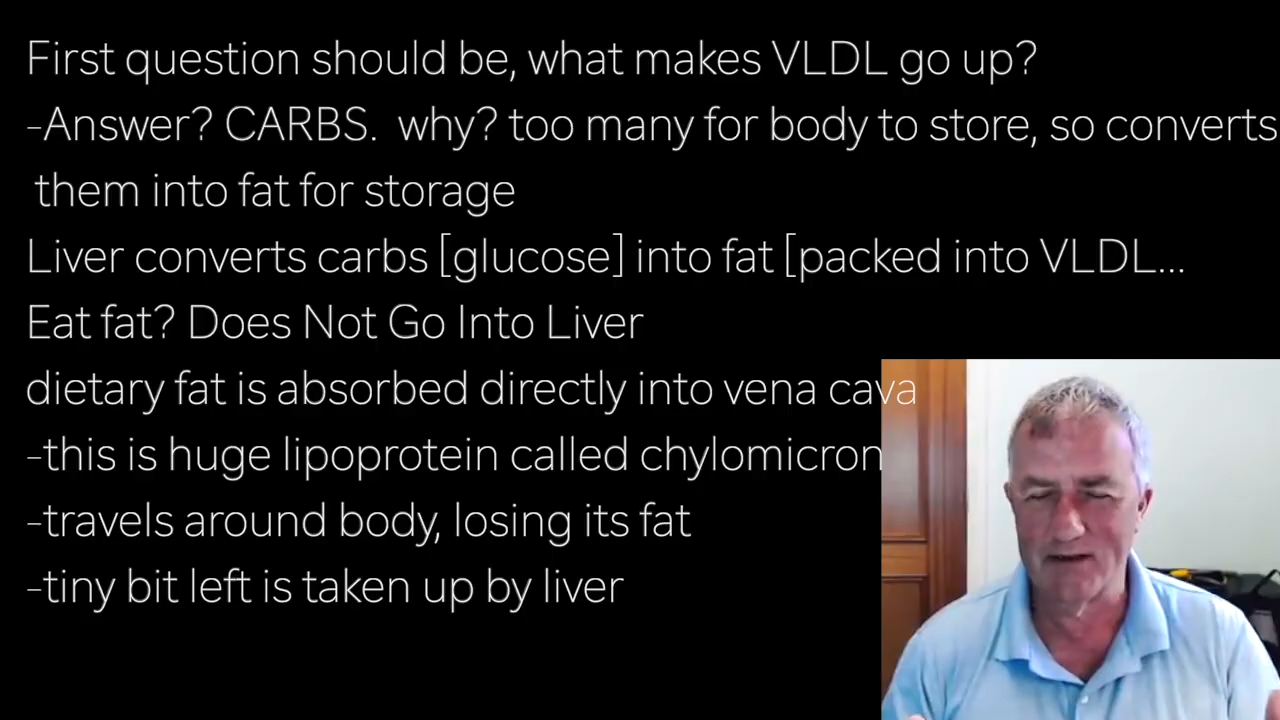 First question should be, what makes VLDL go up?
-Answer? CARBS. why? too many for body to store, so converts
them into fat for storage
Liver converts carbs [glucose] into fat [packed into VLDL...
Eat fat? Does Not Go Into Liver
dietary fat is absorbed directly into vena cava
-this is huge lipoprotein called chylomicron
-travels around body, losing its fat
-tiny bit left is taken up by liver